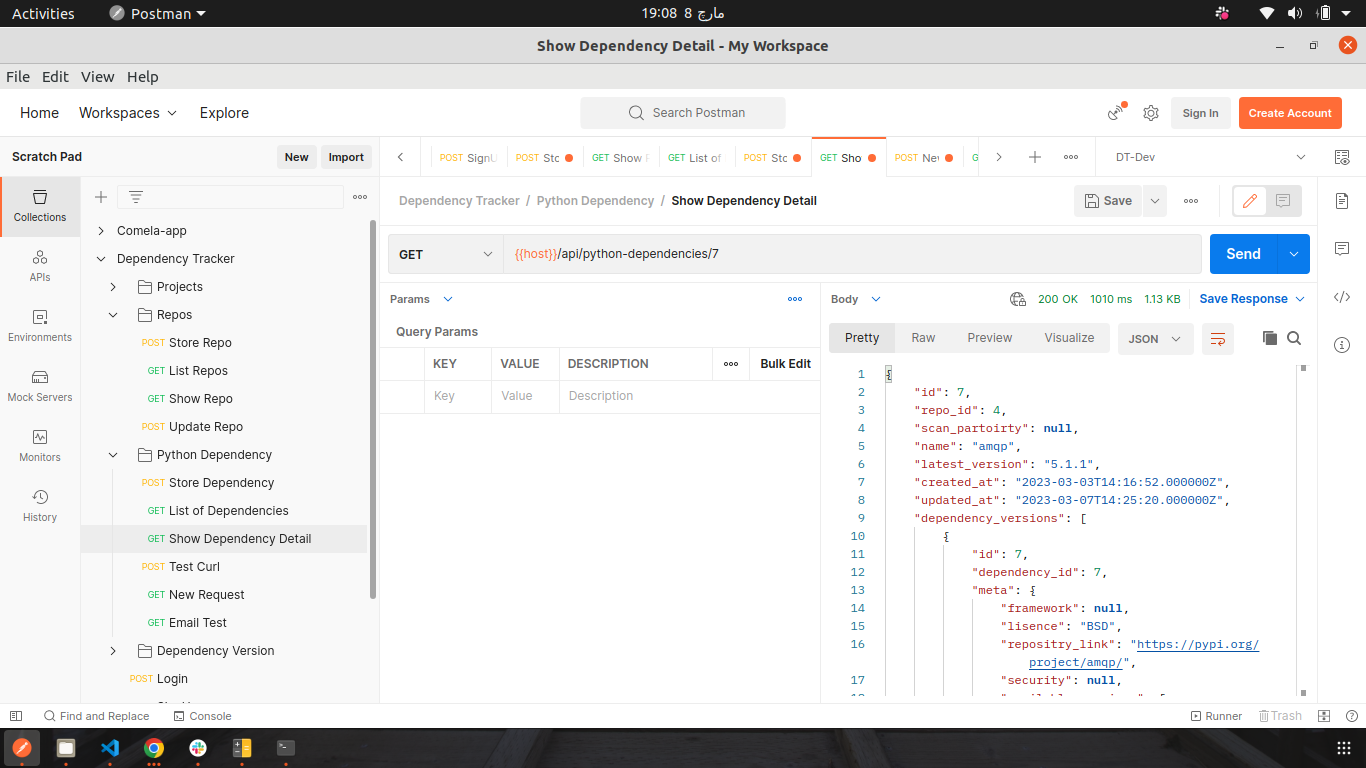 Activities
Postman
19:08 8 مارچ
Show Dependency Detail - My Workspace
File Edit View Help
Home Workspaces Explore
Search Postman
Sign In
Create Account
Scratch Pad
New
Import
POST SignU
POST Sto
GET Show R
GET List of
POST Sto
GET Sho
POST Nev
G
DT-Dev
Collections
APIs
Environments
Mock Servers
Monitors
History
Comela-app
Dependency Tracker
Projects
Repos
POST Store Repo
GET List Repos
GET Show Repo
POST Update Repo
Python Dependency
POST Store Dependency
GET List of Dependencies
GET Show Dependency Detail
POST Test Curl
GET New Request
GET Email Test
Dependency Version
POST Login
Dependency Tracker / Python Dependency / Show Dependency Detail
Save
GET
{{host}}/api/python-dependencies/7
Send
Params
Query Params
KEY VALUE DESCRIPTION
Bulk Edit
Key Value Description
Body
200 OK 1010 ms 1.13 KB Save Response
Pretty Raw Preview Visualize JSON
1 {
2 "id": 7,
3 "repo_id": 4,
4 "scan_partoirty": null,
5 "name": "amqp",
6 "latest_version": "5.1.1",
7 "created_at": "2023-03-03T14:16:52.000000Z",
8 "updated_at": "2023-03-07T14:25:20.000000Z",
9 "dependency_versions": [
10 {
11 "id": 7,
12 "dependency_id": 7,
13 "meta": {
14 "framework": null,
15 "lisence": "BSD",
16 "repositry_link": "https://pypi.org/
project/amqp/",
17 "security": null,
Find and Replace
Console
Runner
Trash